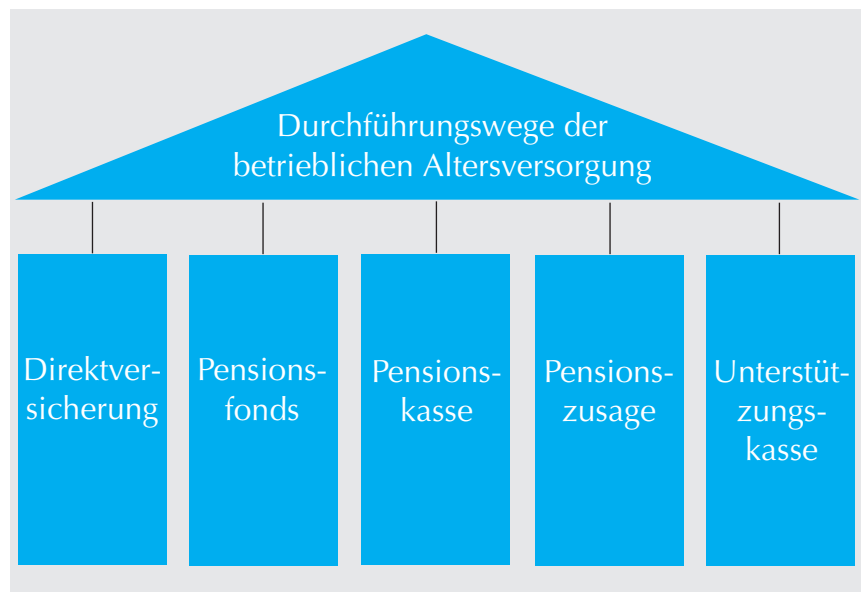 Durchführungswege der
betrieblichen Altersversorgung
Direktver-
sicherung
Pensions-
fonds
Pensions-
kasse
Pensions-
zusage
Unterstüt-
zungs-
kasse